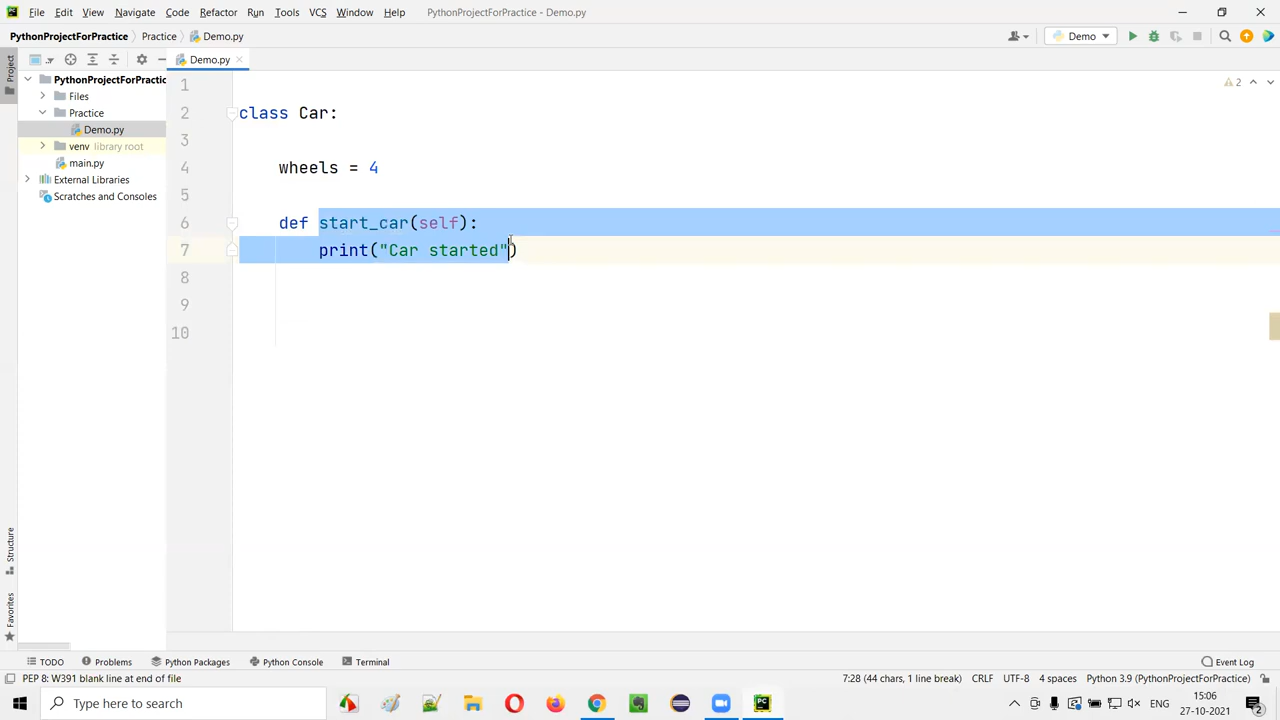 File Edit View Navigate Code Refactor Run Tools VCS Window Help PythonProjectForPractice - Demo.py
PythonProjectForPractice Practice Demo.py Demo
Project
Demo.py
PythonProjectForPractic
Files
Practice
Demo.py
venv library root
main.py
External Libraries
Scratches and Consoles
1
2 class Car:
3
4 wheels = 4
5
6 def start_car(self):
7 print("Car started")
8
9
10
2
Structure
Favorites
TODO Problems Python Packages Python Console Terminal Event Log
PEP 8: W391 blank line at end of file 7:28 (44 chars, 1 line break) CRLF UTF-8 4 spaces Python 3.9 (PythonProjectForPractice)
Type here to search ENG 15:06
27-10-2021 2